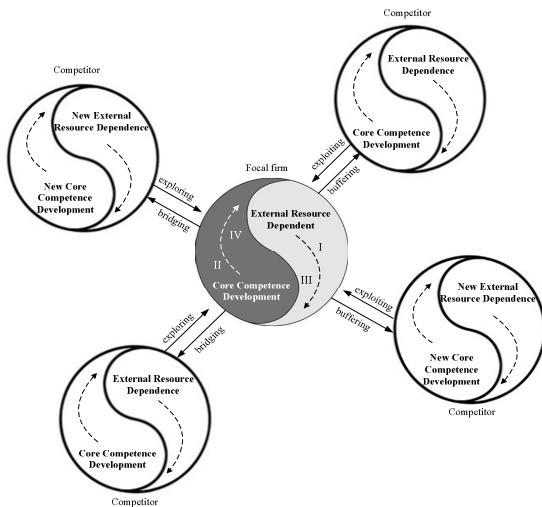 Competitor
External Resource
Dependence
Core Competence
Development
exploiting
buffering
Competitor
New External
Resource Dependence
New Core
Competence
Development
exploring
bridging
Focal firm
External Resource
Dependent
I
IV
II
III
Core Competence
Development
exploiting
buffering
New External
Resource Dependence
New Core
Competence
Development
Competitor
exploring
bridging
External Resource
Dependence
Core Competence
Development
Competitor